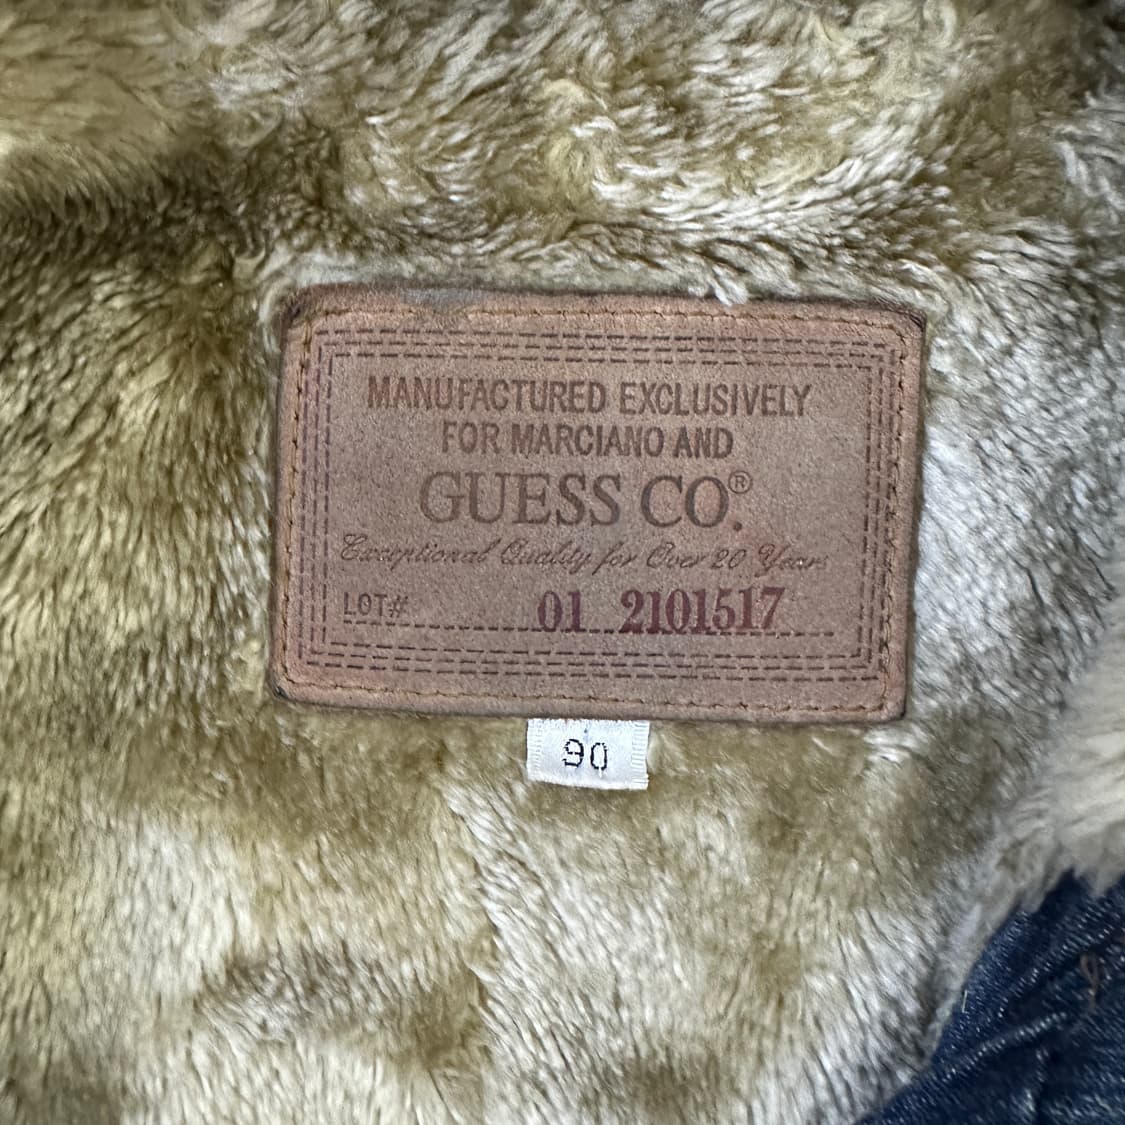 MANUFACTURED EXCLUSIVELY
FOR MARCIANO AND
GUESS CO.®
Exceptional Quality for Over 20 Years
LOT# 01 2101517
90